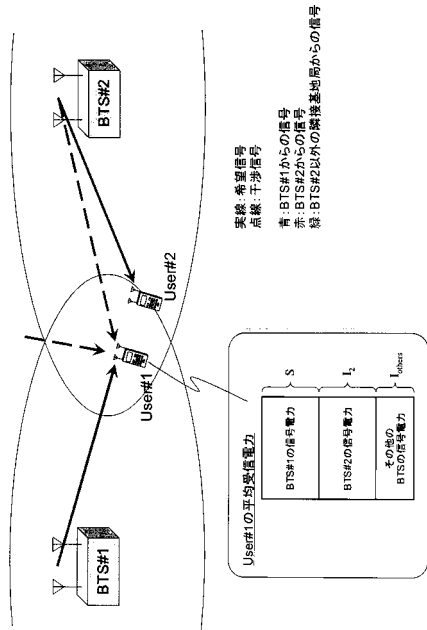 BTS#1
BTS#2
User#1
User#2
実線：希望信号
点線：干渉信号
青：BTS#1からの信号
赤：BTS#2からの信号
緑：BTS#2以外の隣接基地局からの信号
User#1の平均受信電力
BTS#1の信号電力
S
BTS#2の信号電力
I2
その他の
BTSの信号電力
Iothers